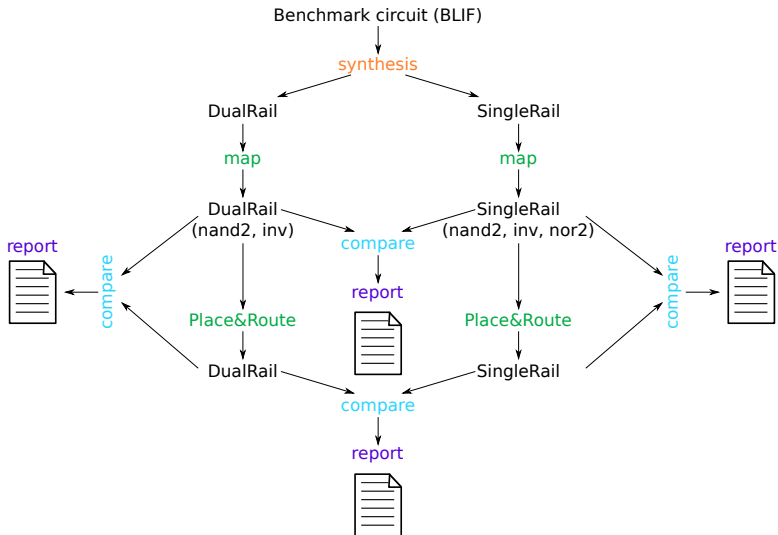 Benchmark circuit (BLIF)
synthesis
DualRail
SingleRail
map
map
DualRail
(nand2, inv)
SingleRail
(nand2, inv, nor2)
compare
report
report
compare
compare
report
Place&Route
Place&Route
DualRail
SingleRail
compare
report